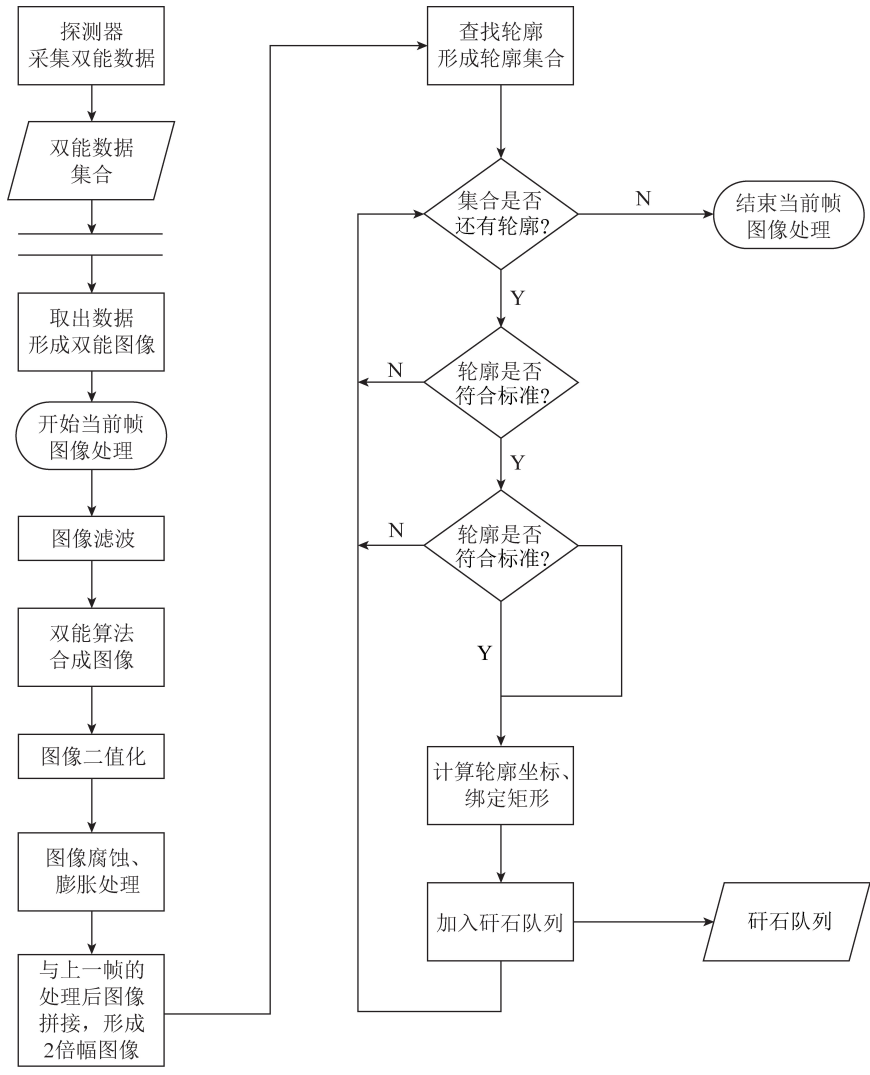 探测器
采集双能数据
双能数据
集合
取出数据
形成双能图像
开始当前帧
图像处理
图像滤波
双能算法
合成图像
图像二值化
图像腐蚀、
膨胀处理
与上一帧的
处理后图像
拼接，形成
2倍幅图像
查找轮廓
形成轮廓集合
集合是否
还有轮廓?
N
结束当前帧
图像处理
Y
轮廓是否
符合标准?
N
Y
轮廓是否
符合标准?
N
Y
计算轮廓坐标、
绑定矩形
加入矸石队列
矸石队列